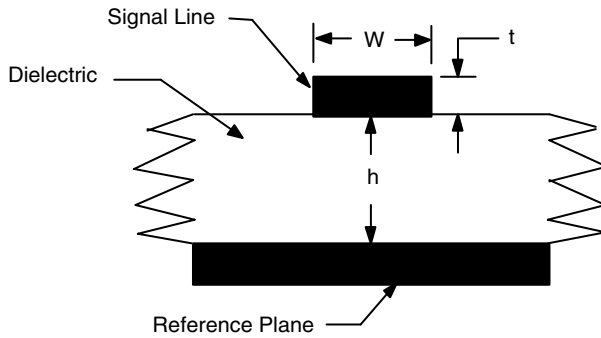 Signal Line
W
t
Dielectric
h
Reference Plane